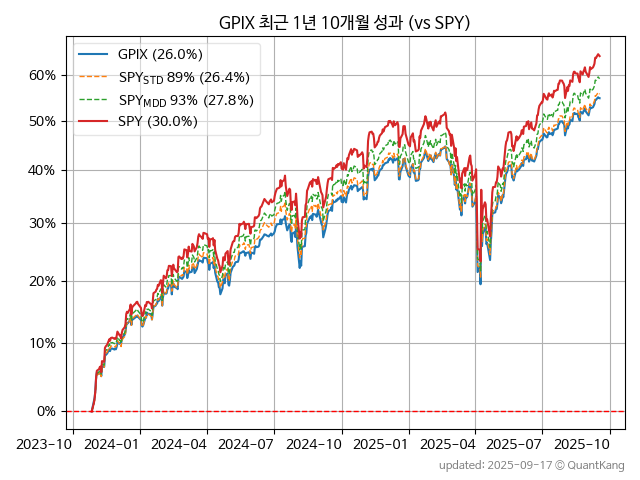 GPIX 최근 1년 10개월 성과 (vs SPY)
GPIX (26.0%)
SPY_STD 89% (26.4%)
SPY_MDD 93% (27.8%)
SPY (30.0%)
60%
50%
40%
30%
20%
10%
0%
2023-10 2024-01 2024-04 2024-07 2024-10 2025-01 2025-04 2025-07 2025-10
updated: 2025-09-17 © QuantKang